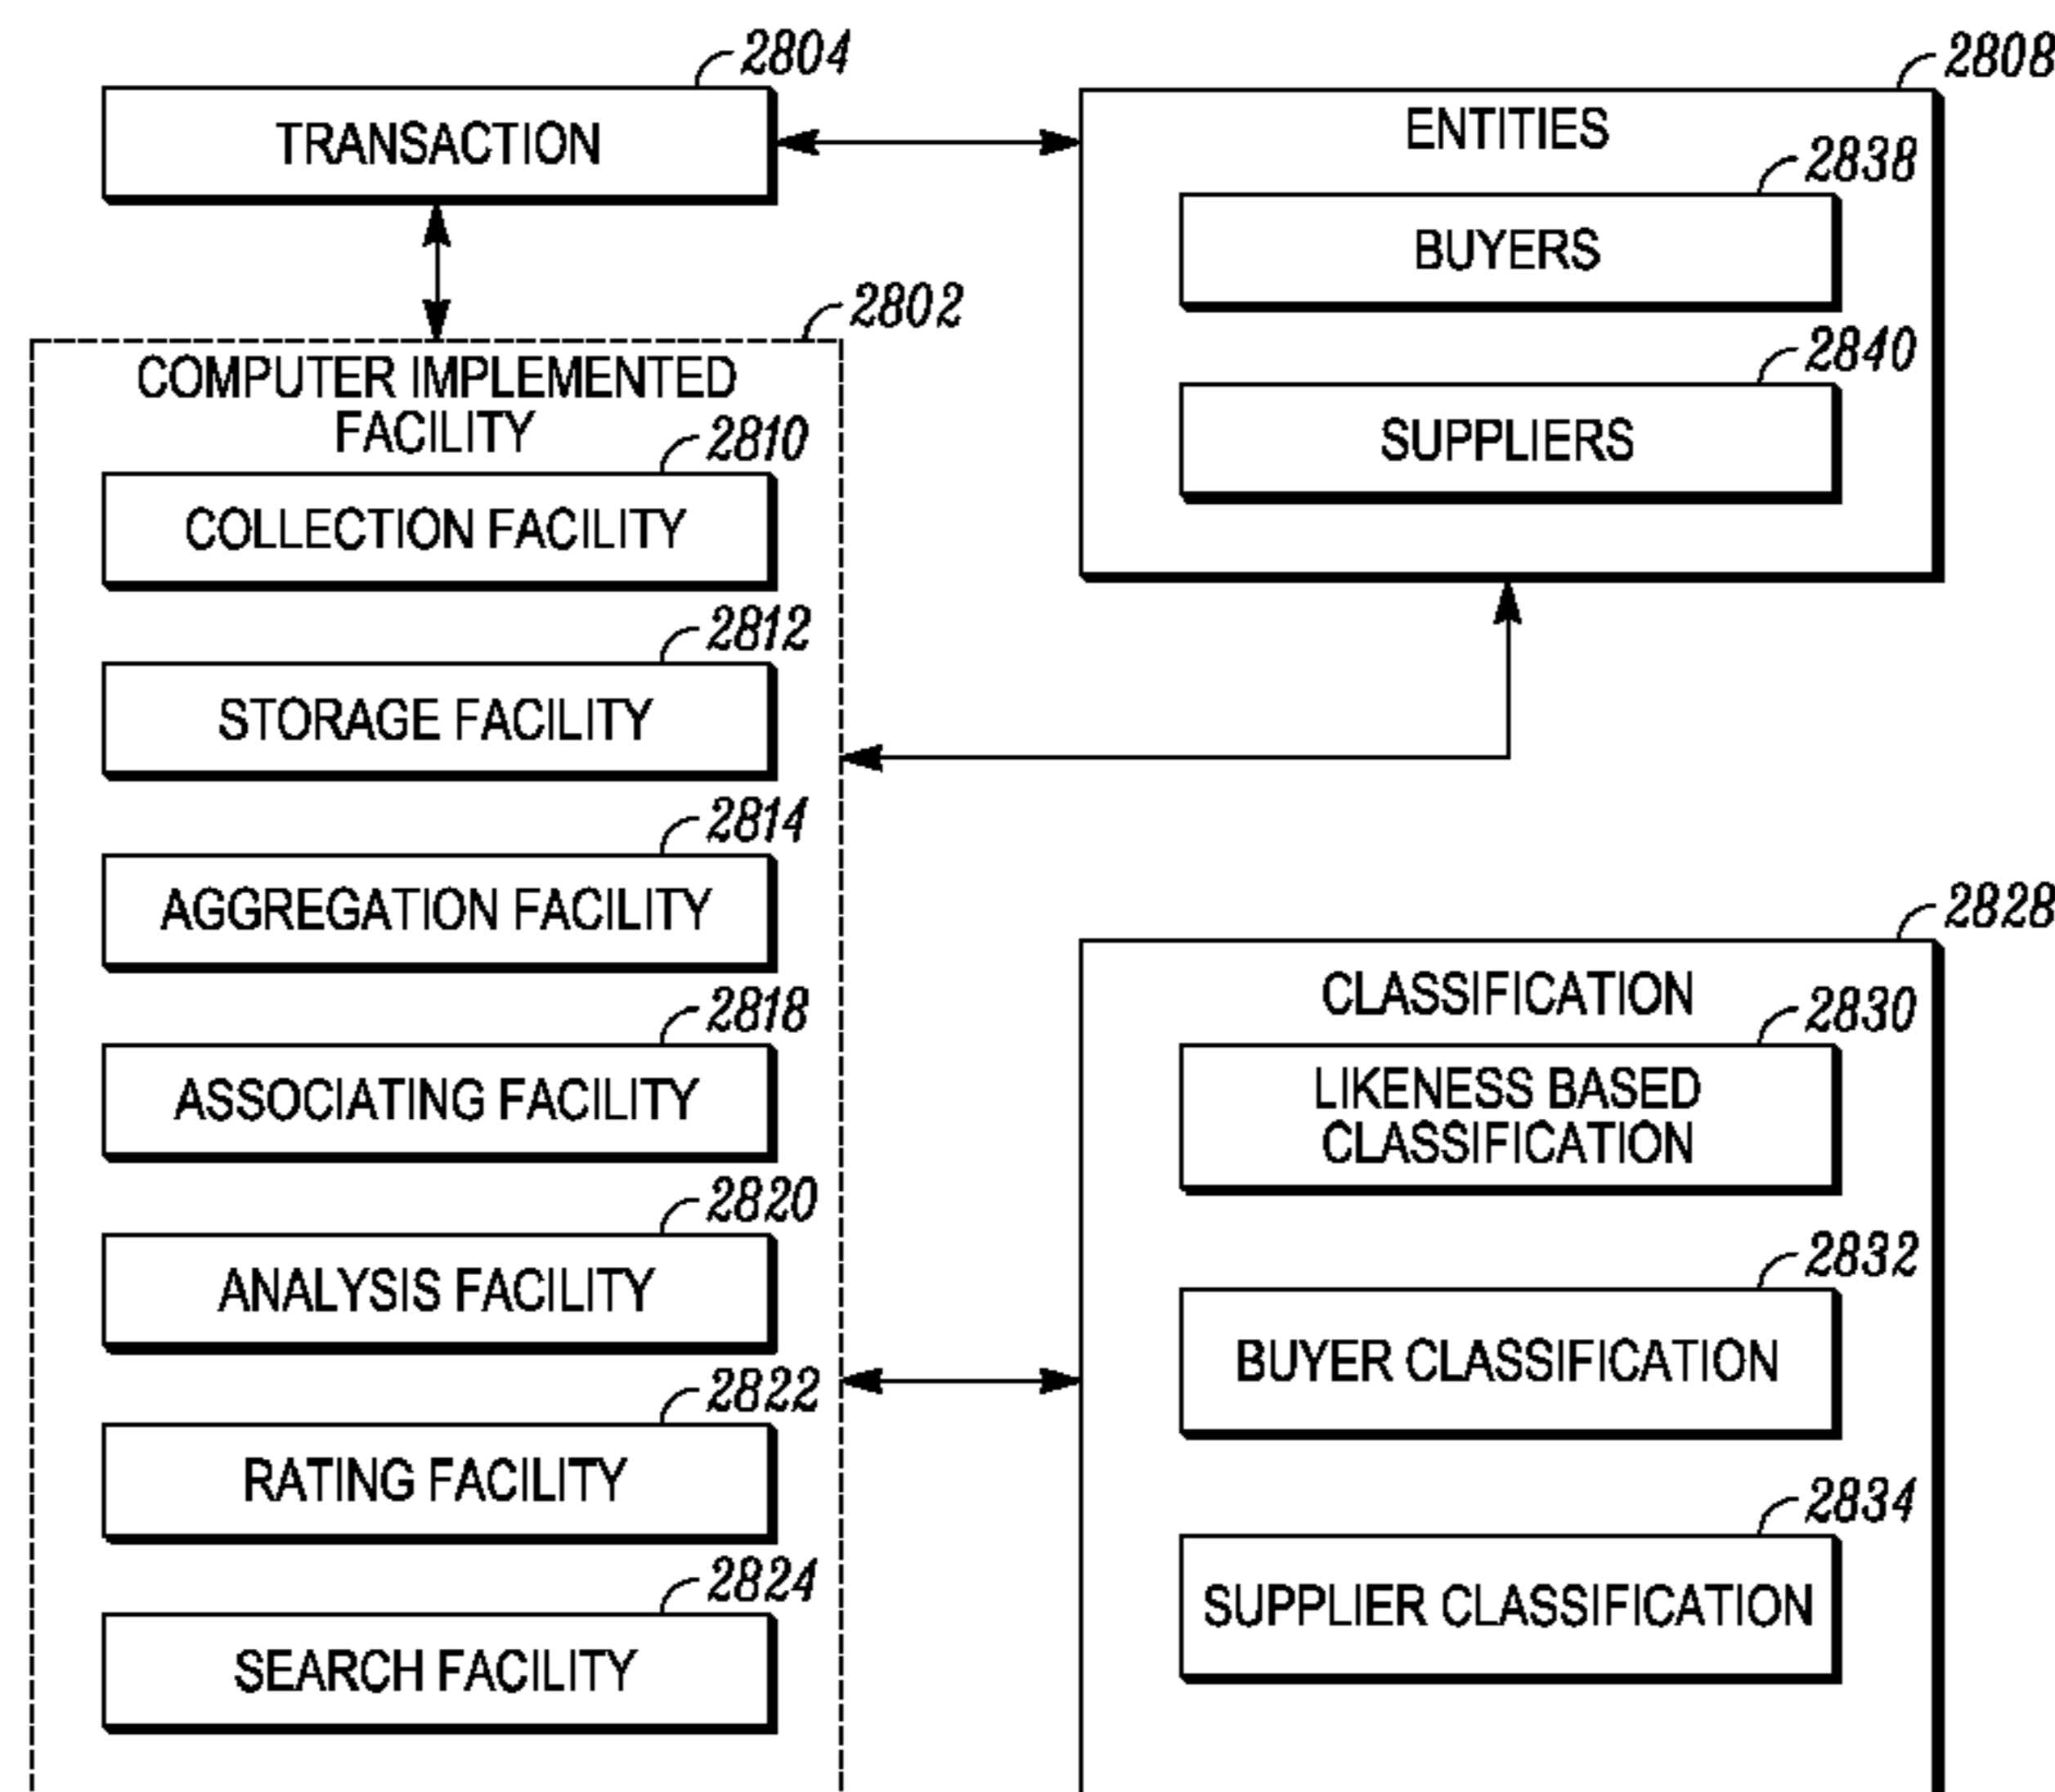 2804
TRANSACTION
2808
ENTITIES
2838
BUYERS
2840
SUPPLIERS
2802
COMPUTER IMPLEMENTED
FACILITY
2810
COLLECTION FACILITY
2812
STORAGE FACILITY
2814
AGGREGATION FACILITY
2818
ASSOCIATING FACILITY
2820
ANALYSIS FACILITY
2822
RATING FACILITY
2824
SEARCH FACILITY
2828
CLASSIFICATION
2830
LIKENESS BASED
CLASSIFICATION
2832
BUYER CLASSIFICATION
2834
SUPPLIER CLASSIFICATION